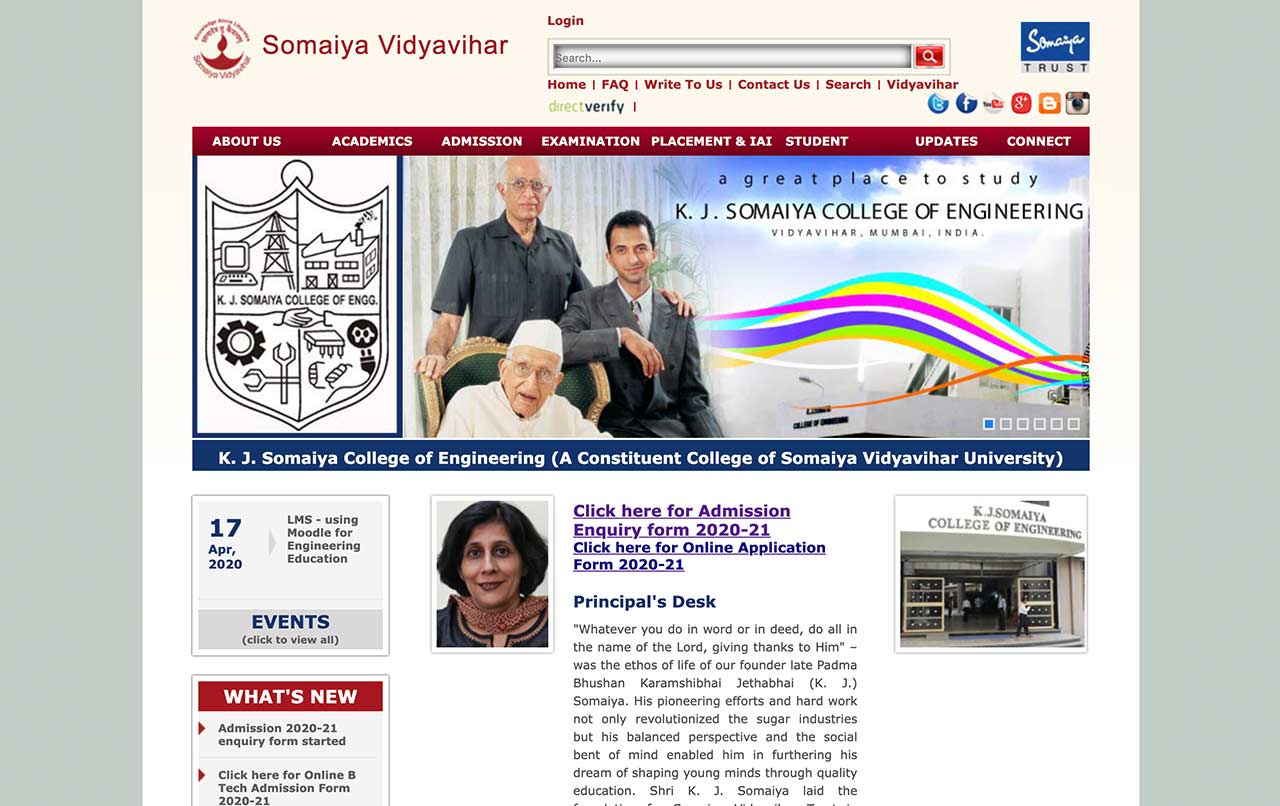 Somaiya Vidyavihar
Login
Search...
Somaiya
TRUST
Home | FAQ | Write To Us | Contact Us | Search | Vidyavihar
directverify |
ABOUT US ACADEMICS ADMISSION EXAMINATION PLACEMENT & IAI STUDENT UPDATES CONNECT
K. J. SOMAIYA COLLEGE OF ENGG.
a great place to study
K. J. SOMAIYA COLLEGE OF ENGINEERING
VIDYAVIHAR, MUMBAI, INDIA.
K. J. Somaiya College of Engineering (A Constituent College of Somaiya Vidyavihar University)
17
Apr,
2020
LMS - using
Moodle for
Engineering
Education
EVENTS
(click to view all)
WHAT'S NEW
Admission 2020-21
enquiry form started
Click here for Online B
Tech Admission Form
2020-21
Click here for Admission
Enquiry form 2020-21
Click here for Online Application
Form 2020-21
Principal's Desk
"Whatever you do in word or in deed, do all in
the name of the Lord, giving thanks to Him" –
was the ethos of life of our founder late Padma
Bhushan Karamshibhai Jethabhai (K. J.)
Somaiya. His pioneering efforts and hard work
not only revolutionized the sugar industries
but his balanced perspective and the social
bent of mind enabled him in furthering his
dream of shaping young minds through quality
education. Shri K. J. Somaiya laid the
K.J.SOMAIYA
COLLEGE OF ENGINEERING